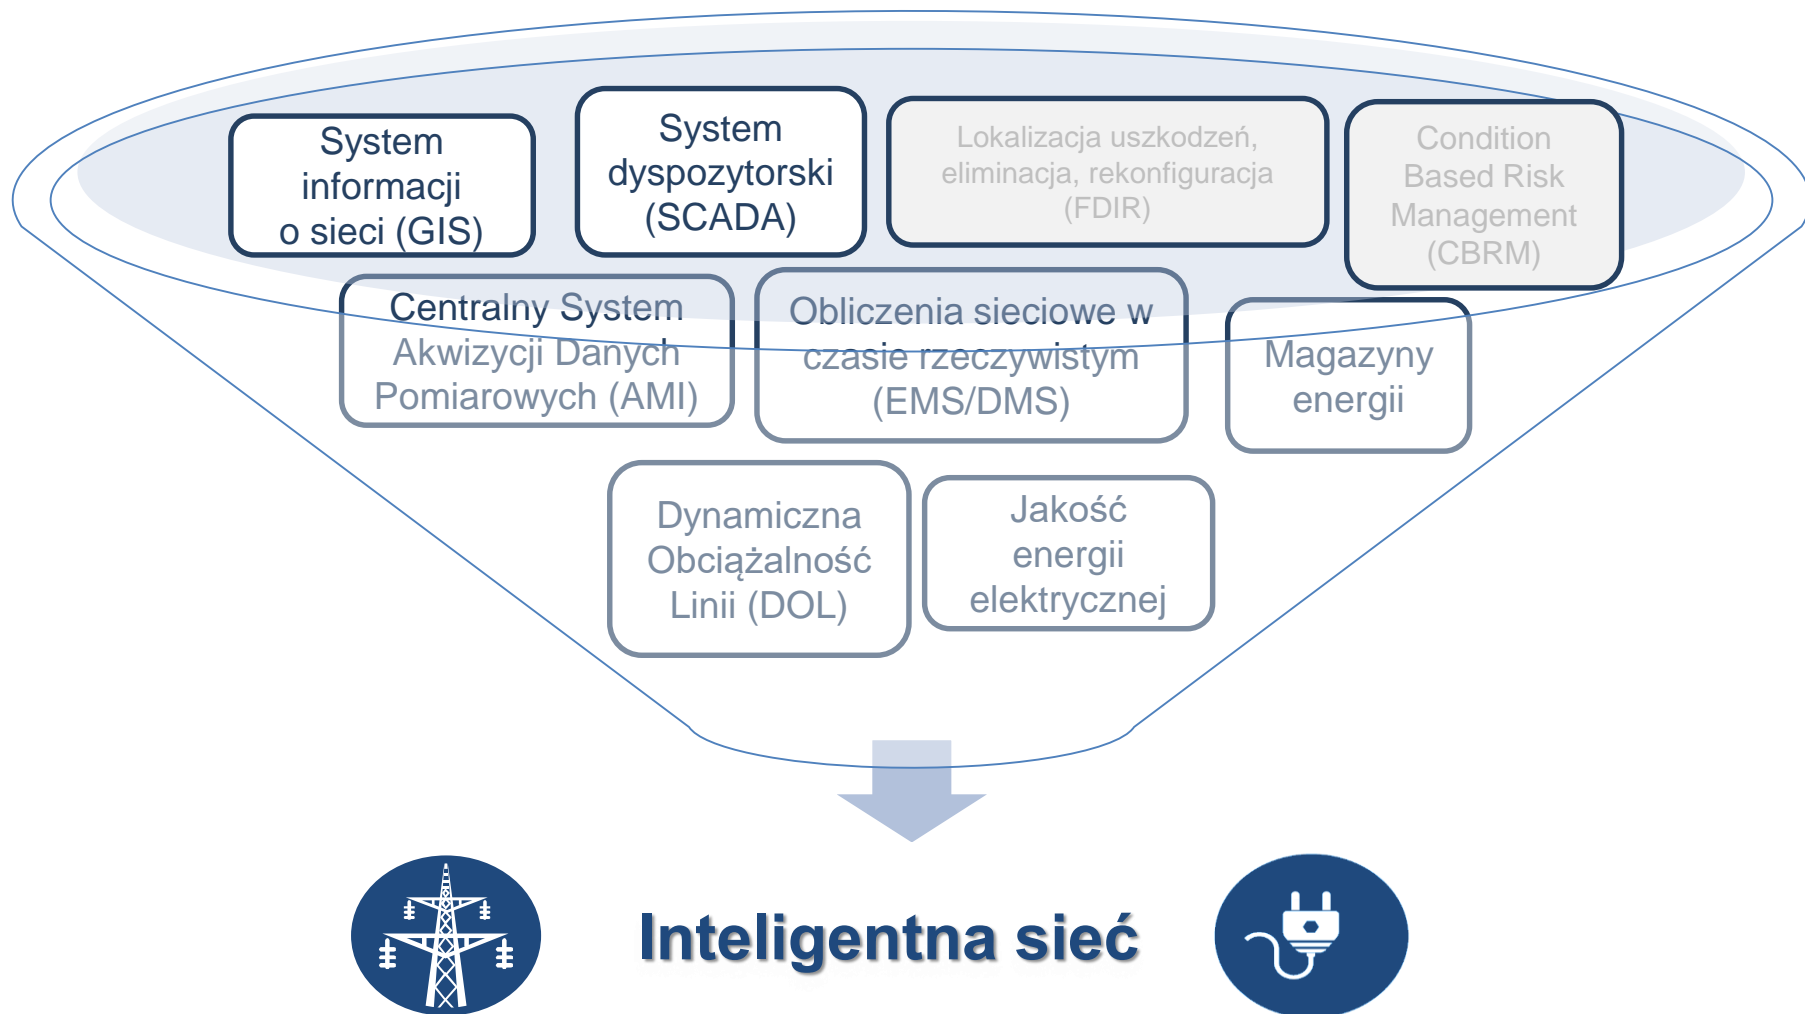 System
informacji
o sieci (GIS)
System
dyspozytorski
(SCADA)
Lokalizacja uszkodzeń,
eliminacja, rekonfiguracja
(FDIR)
Condition
Based Risk
Management
(CBRM)
Centralny System
Akwizycji Danych
Pomiarowych (AMI)
Obliczenia sieciowe w
czasie rzeczywistym
(EMS/DMS)
Magazyny
energii
Dynamiczna
Obciążalność
Linii (DOL)
Jakość
energii
elektrycznej
Inteligentna sieć